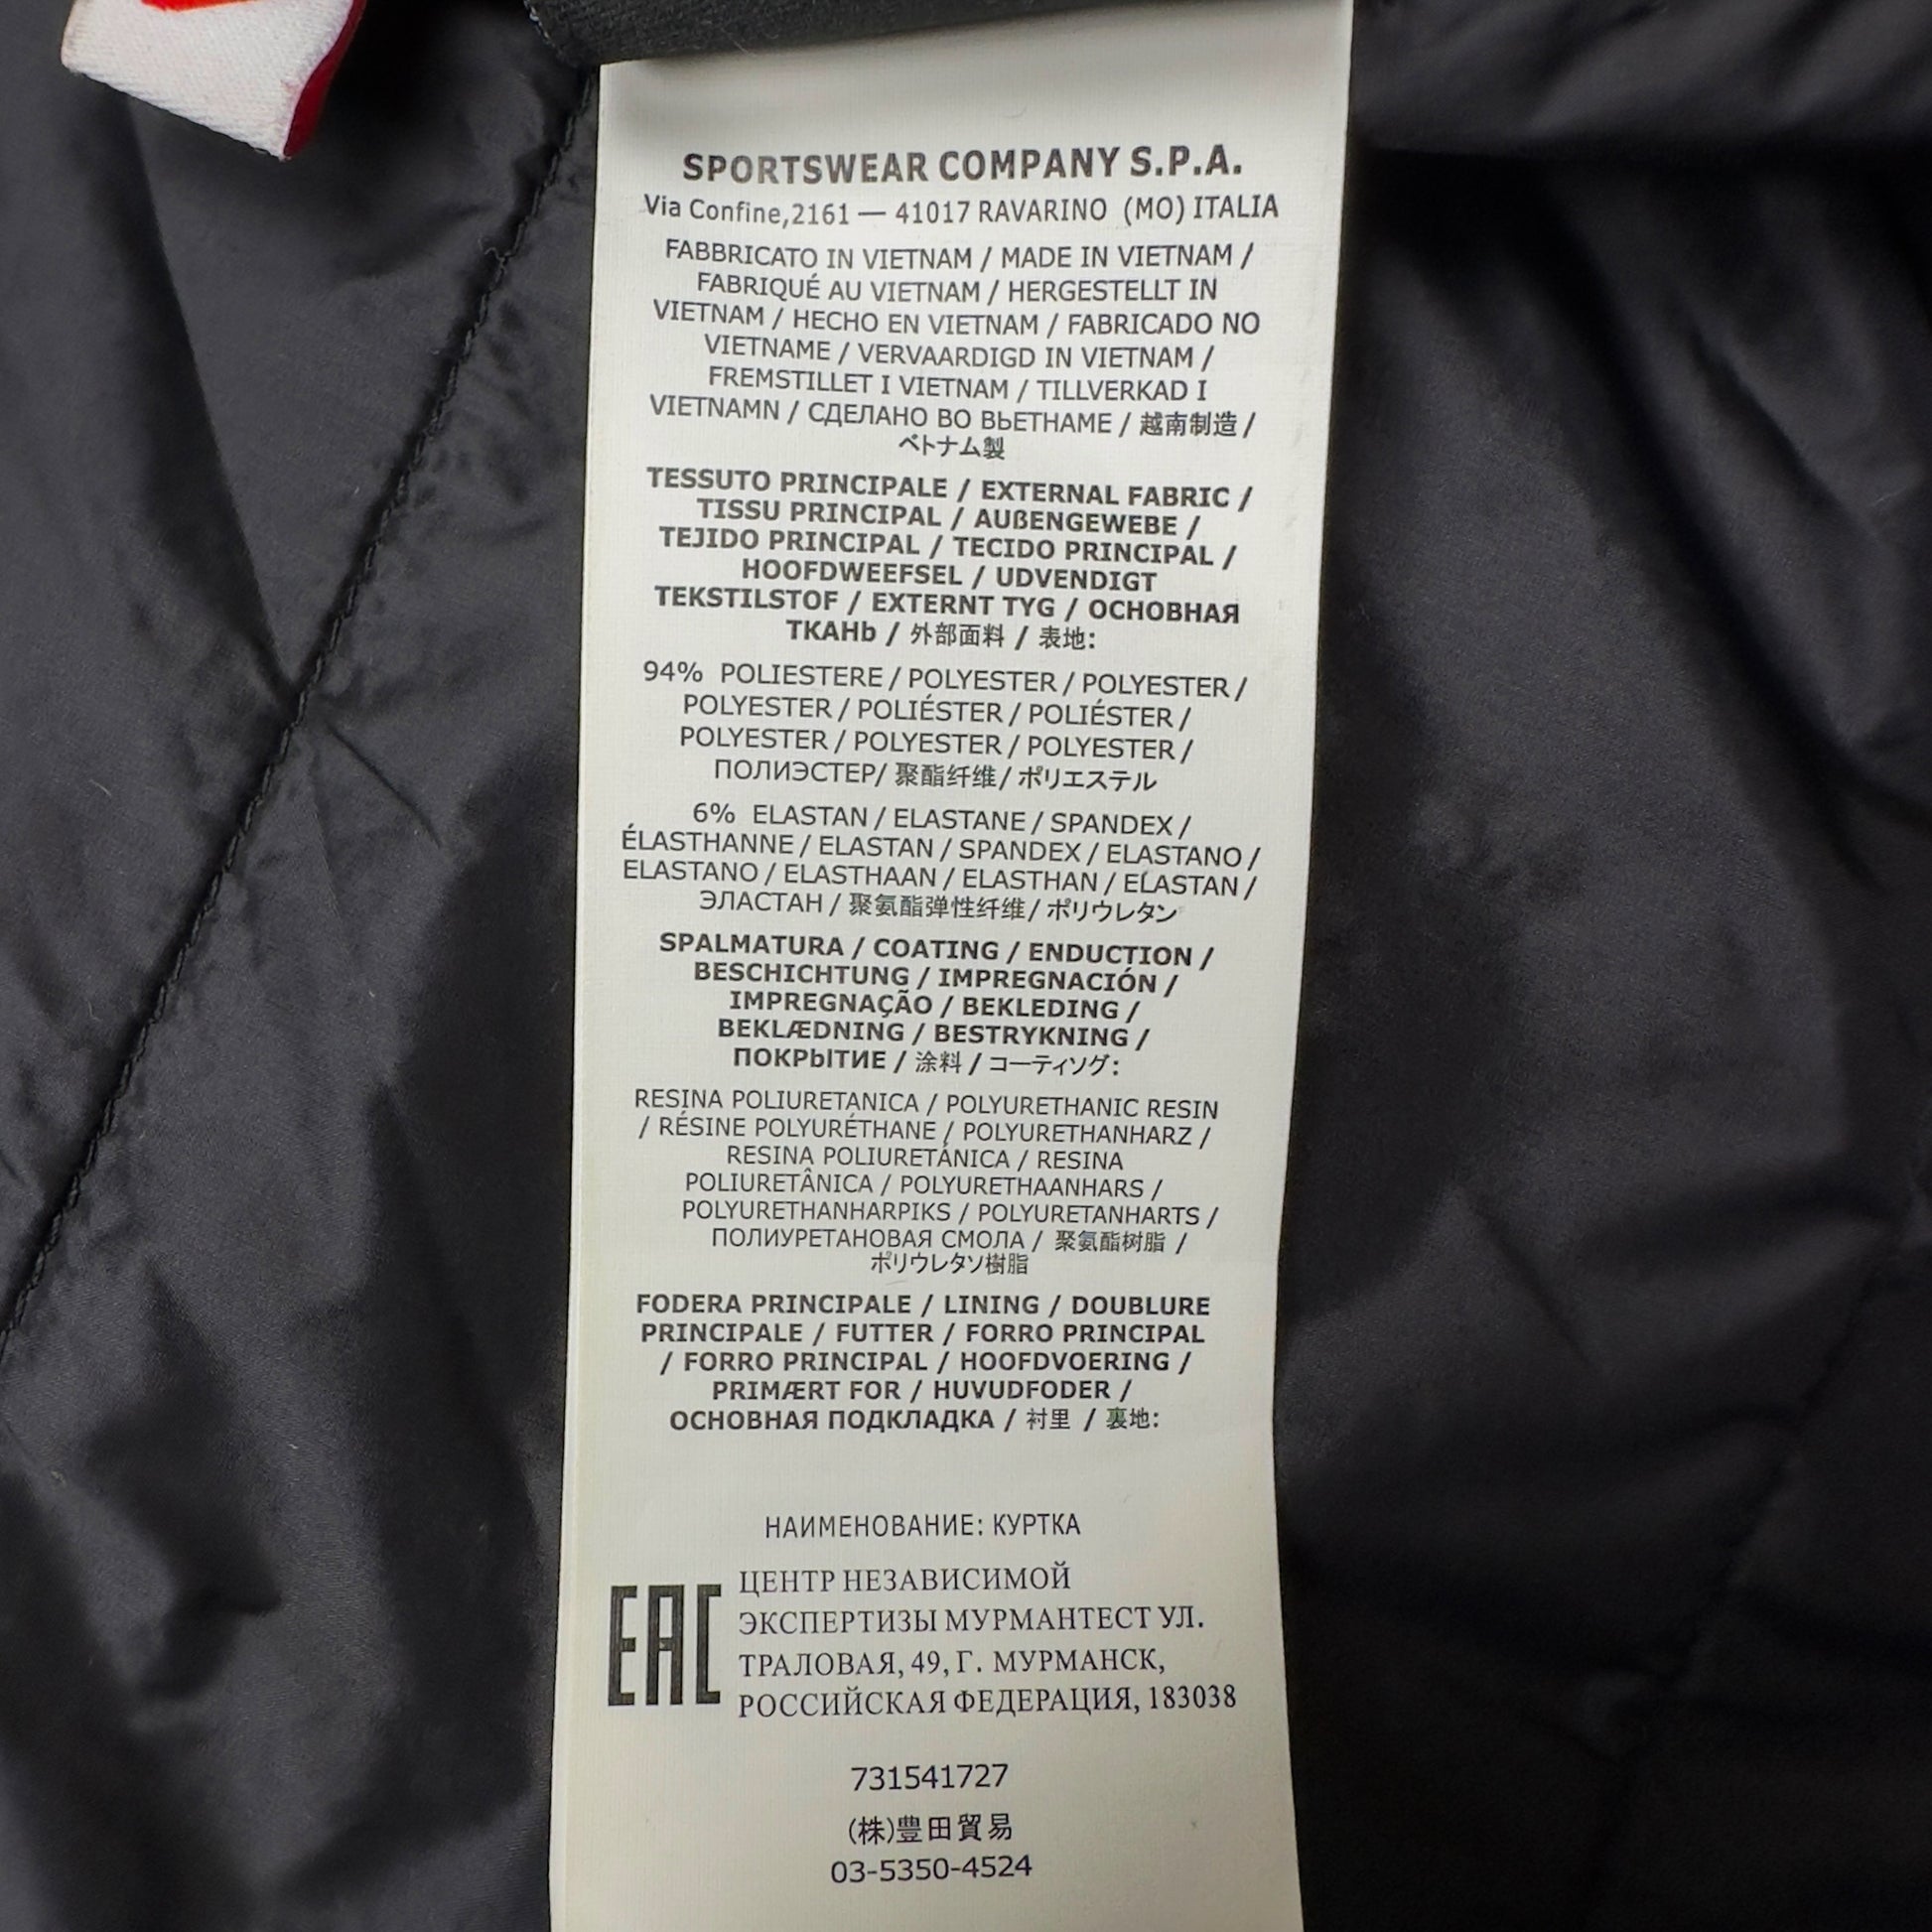 SPORTSWEAR COMPANY S.P.A.
Via Confine,2161 — 41017 RAVARINO (MO) ITALIA
FABBRICATO IN VIETNAM / MADE IN VIETNAM /
FABRIQUÉ AU VIETNAM / HERGESTELLT IN
VIETNAM / HECHO EN VIETNAM / FABRICADO NO
VIETNAME / VERVAARDIGD IN VIETNAM /
FREMSTILLET I VIETNAM / TILLVERKAD I
VIETNAMN / СДЕЛАНО ВО ВЬЕТНАМЕ / 越南制造 /
ベトナム製
TESSUTO PRINCIPALE / EXTERNAL FABRIC /
TISSU PRINCIPAL / AUßENGEWEBE /
TEJIDO PRINCIPAL / TECIDO PRINCIPAL /
HOOFDWEEFSEL / UDVENDIGT
TEKSTILSTOF / EXTERNT TYG / ОСНОВНАЯ
ТКАНЬ / 外部面料 / 表地:
94% POLIESTERE / POLYESTER / POLYESTER /
POLYESTER / POLIÉSTER / POLIÉSTER /
POLYESTER / POLYESTER / POLYESTER /
ПОЛИЭСТЕР/ 聚酯纤维/ ポリエステル
6% ELASTAN / ELASTANE / SPANDEX /
ÉLASTHANNE / ELASTAN / SPANDEX / ELASTANO /
ELASTANO / ELASTHAAN / ELASTHAN / ELASTAN /
ЭЛАСТАН / 聚氨酯弹性纤维/ ポリウレタン
SPALMATURA / COATING / ENDUCTION /
BESCHICHTUNG / IMPREGNACIÓN /
IMPREGNAÇÃO / BEKLEDING /
BEKLÆDNING / BESTRYKNING /
ПОКРЫТИЕ / 涂料 / コーティソグ:
RESINA POLIURETANICA / POLYURETHANIC RESIN
/ RÉSINE POLYURÉTHANE / POLYURETHANHARZ /
RESINA POLIURETÁNICA / RESINA
POLIURETÂNICA / POLYURETHAANHARS /
POLYURETHANHARPIKS / POLYURETANHARTS /
ПОЛИУРЕТАНОВАЯ СМОЛА / 聚氨酯树脂 /
ポリウレタソ樹脂
FODERA PRINCIPALE / LINING / DOUBLURE
PRINCIPALE / FUTTER / FORRO PRINCIPAL
/ FORRO PRINCIPAL / HOOFDVOERING /
PRIMÆRT FOR / HUVUDFODER /
ОСНОВНАЯ ПОДКЛАДКА / 衬里 / 裏地:
НАИМЕНОВАНИЕ: КУРТКА
EAC
ЦЕНТР НЕЗАВИСИМОЙ
ЭКСПЕРТИЗЫ МУРМАНТЕСТ УЛ.
ТРАЛОВАЯ, 49, Г. МУРМАНСК,
РОССИЙСКАЯ ФЕДЕРАЦИЯ, 183038
731541727
(株)豊田貿易
03-5350-4524